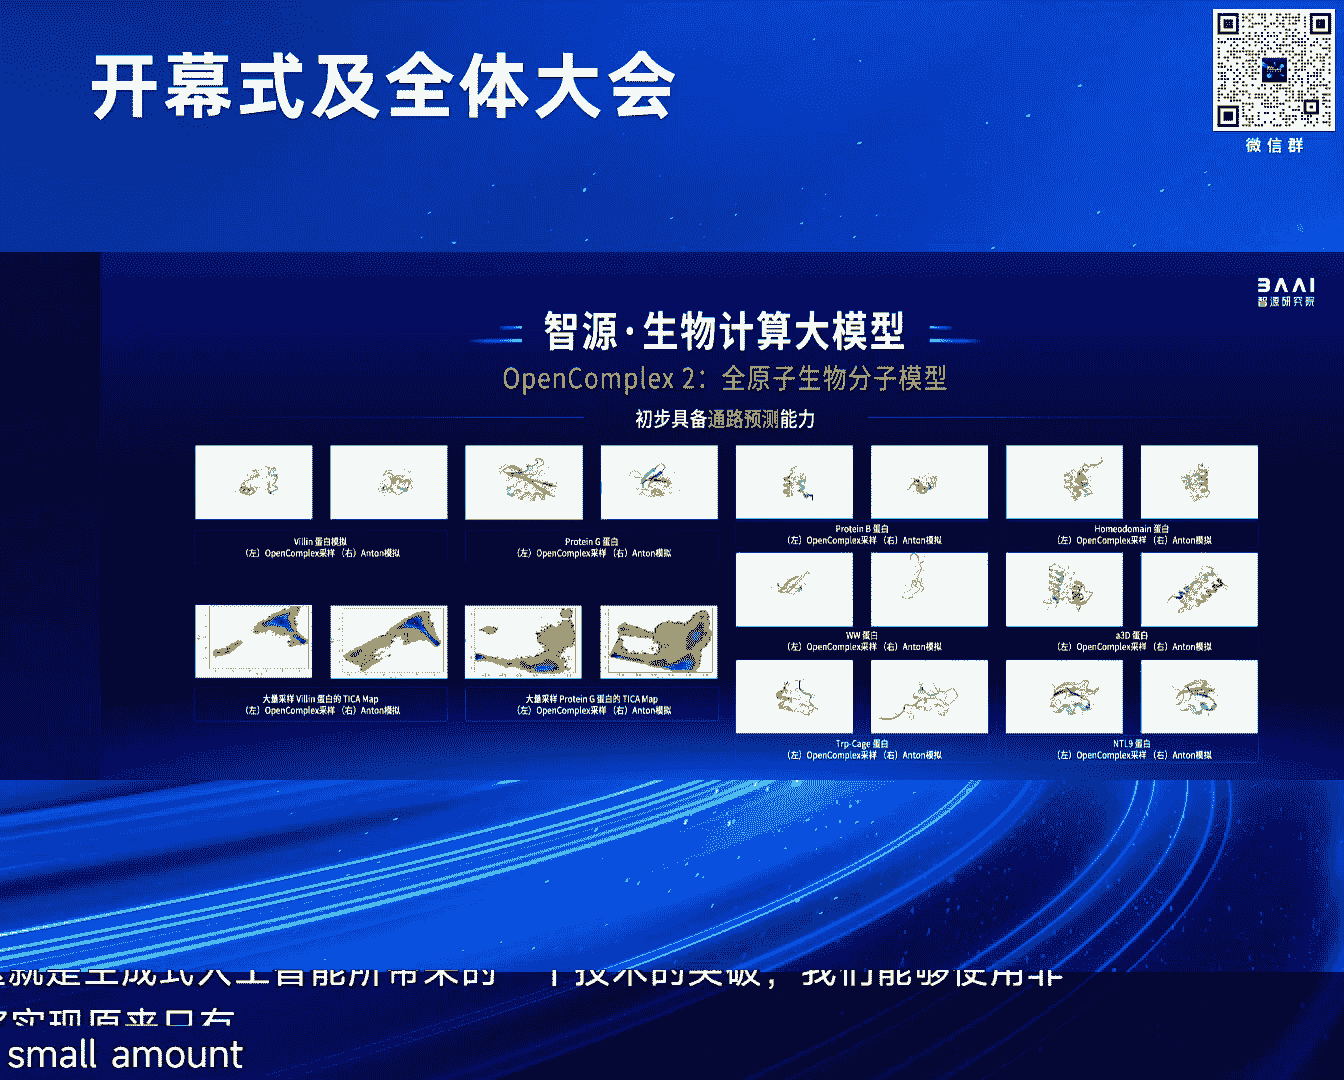 开幕式及全体大会
微信群
BAAI
智源研究院
智源·生物计算大模型
OpenComplex 2：全原子生物分子模型
初步具备通路预测能力
Villin 蛋白模拟
（左）OpenComplex采样 （右）Anton模拟
Protein G 蛋白
（左）OpenComplex采样 （右）Anton模拟
Protein B 蛋白
（左）OpenComplex采样 （右）Anton模拟
Homeodomain 蛋白
（左）OpenComplex采样 （右）Anton模拟
WW 蛋白
（左）OpenComplex采样 （右）Anton模拟
a3D 蛋白
（左）OpenComplex采样 （右）Anton模拟
大量采样 Villin 蛋白的 TICA Map
（左）OpenComplex采样 （右）Anton模拟
大量采样 Protein G 蛋白的 TICA Map
（左）OpenComplex采样 （右）Anton模拟
Trp-Cage 蛋白
（左）OpenComplex采样 （右）Anton模拟
NTL9 蛋白
（左）OpenComplex采样 （右）Anton模拟
就是生成式人工智能所带来的一个技术的突破，我们能够使用非
实现原来只有
small amount